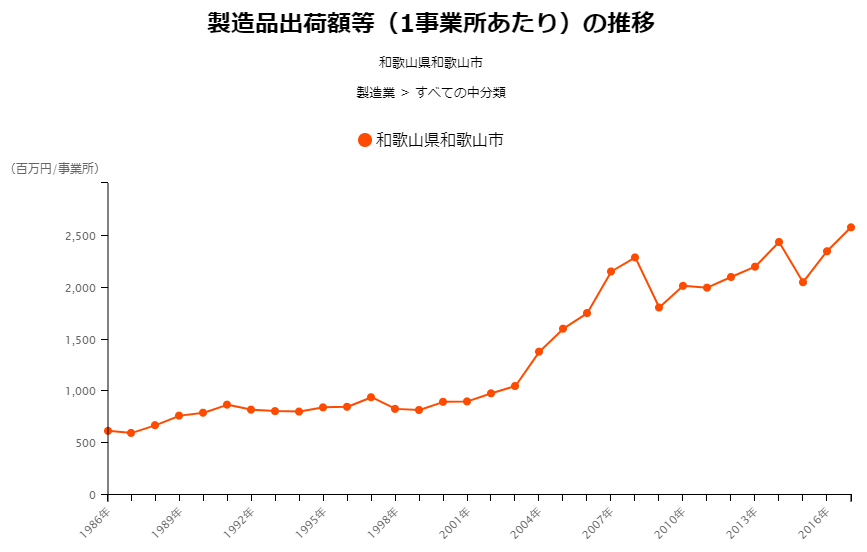 製造品出荷額等（1事業所あたり）の推移
和歌山県和歌山市
製造業 > すべての中分類
和歌山県和歌山市
（百万円/事業所）
2,500
2,000
1,500
1,000
500
0
1986年
1989年
1992年
1995年
1998年
2001年
2004年
2007年
2010年
2013年
2016年